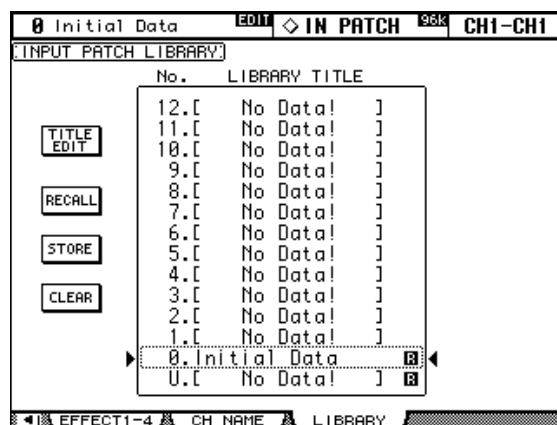 0 Initial Data EDIT ◇ IN PATCH 96K CH1-CH1
INPUT PATCH LIBRARY
No. LIBRARY TITLE
12.[ No Data! ]
11.[ No Data! ]
10.[ No Data! ]
9.[ No Data! ]
8.[ No Data! ]
7.[ No Data! ]
6.[ No Data! ]
5.[ No Data! ]
4.[ No Data! ]
3.[ No Data! ]
2.[ No Data! ]
1.[ No Data! ]
0.Initial Data R
U.[ No Data! ] R
TITLE
EDIT
RECALL
STORE
CLEAR
EFFECT1-4 CH NAME LIBRARY